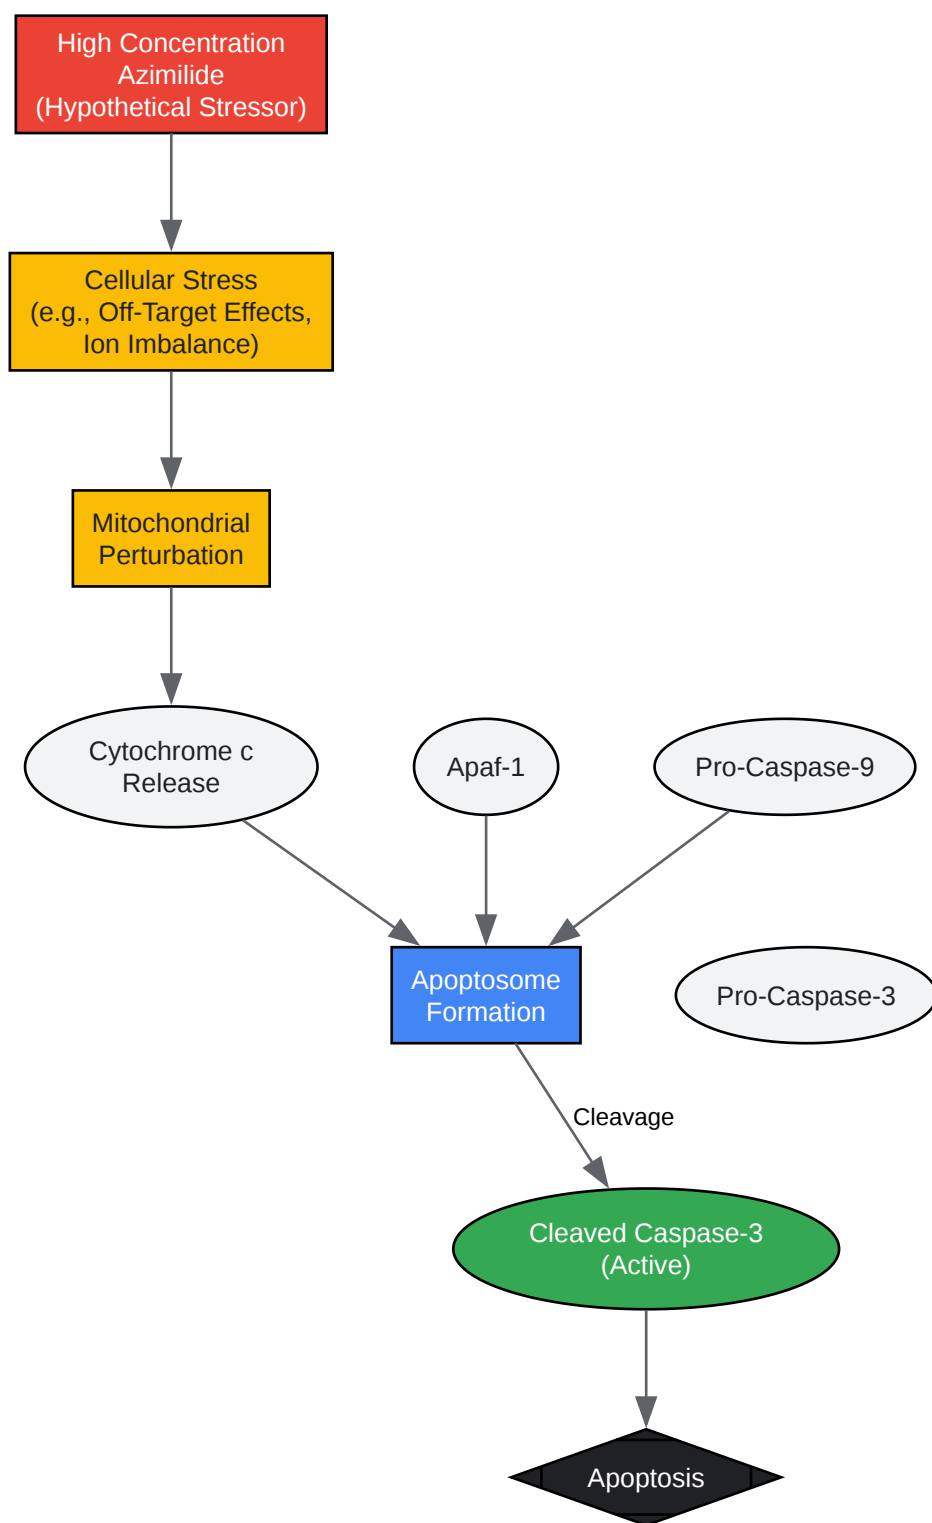 High Concentration
Azimilide
(Hypothetical Stressor)
Cellular Stress
(e.g., Off-Target Effects,
Ion Imbalance)
Mitochondrial
Perturbation
Cytochrome c
Release
Apaf-1
Pro-Caspase-9
Apoptosome
Formation
Pro-Caspase-3
Cleavage
Cleaved Caspase-3
(Active)
Apoptosis